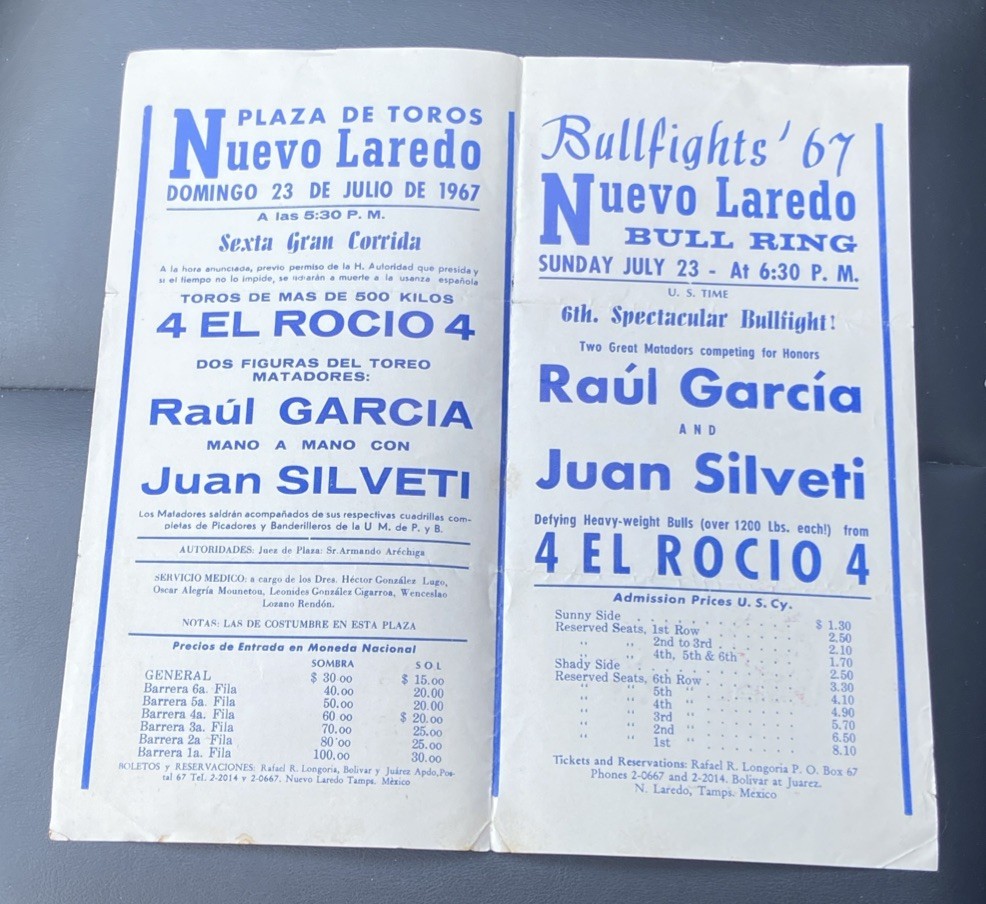 PLAZA DE TOROS
Nuevo Laredo
DOMINGO 23 DE JULIO DE 1967
A las 5:30 P. M.
Sexta Gran Corrida
A la hora anunciada, previo permiso de la H. Autoridad que presida y
si el tiempo no lo impide, se lidiarán a muerte a la usanza española
TOROS DE MAS DE 500 KILOS
4 EL ROCIO 4
DOS FIGURAS DEL TOREO
MATADORES:
Raúl GARCIA
MANO A MANO CON
Juan SILVETI
Los Matadores saldrán acompañados de sus respectivas cuadrillas com-
pletas de Picadores y Banderilleros de la U M. de P. y B.
AUTORIDADES: Juez de Plaza: Sr. Armando Aréchiga
SERVICIO MEDICO: a cargo de los Dres. Héctor González Lugo,
Oscar Alegría Mounetou, Leonides González Cigarroa, Wenceslao
Lozano Rendón.
NOTAS: LAS DE COSTUMBRE EN ESTA PLAZA
Precios de Entrada en Moneda Nacional
SOMBRA SOL
GENERAL $ 30.00 $ 15.00
Barrera 6a. Fila 40.00 20.00
Barrera 5a. Fila 50.00 20.00
Barrera 4a. Fila 60 00 $ 20.00
Barrera 3a. Fila 70.00 25.00
Barrera 2a Fila 80'00 25.00
Barrera 1a. Fila 100.00 30.00
BOLETOS y RESERVACIONES: Rafael R. Longoria, Bolivar y Juárez Apdo, Pos-
tal 67 Tel. 2-2014 y 2-0667. Nuevo Laredo Tamps. México
Bullfights '67
Nuevo Laredo
BULL RING
SUNDAY JULY 23 - At 6:30 P. M.
U. S. TIME
6th. Spectacular Bullfight!
Two Great Matadors competing for Honors
Raúl García
AND
Juan Silveti
Defying Heavy-weight Bulls (over 1200 Lbs. each!) from
4 EL ROCIO 4
Admission Prices U. S. Cy.
Sunny Side . . . . . . . . . . . $ 1.30
Reserved Seats, 1st Row . . . . . . . . 2.50
" " 2nd to 3rd . . . . . . . 2.10
" " 4th, 5th & 6th " . . . . . 1.70
Shady Side . . . . . . . . . . . 2.50
Reserved Seats, 6th Row . . . . . . . . 3.30
" " 5th " . . . . . . . 4.10
" " 4th " . . . . . . . 4.90
" " 3rd " . . . . . . . 5.70
" " 2nd " . . . . . . . 6.50
" " 1st " . . . . . . . 8.10
Tickets and Reservations: Rafael R. Longoria P. O. Box 67
Phones 2-0667 and 2-2014. Bolivar at Juarez.
N. Laredo, Tamps. Mexico